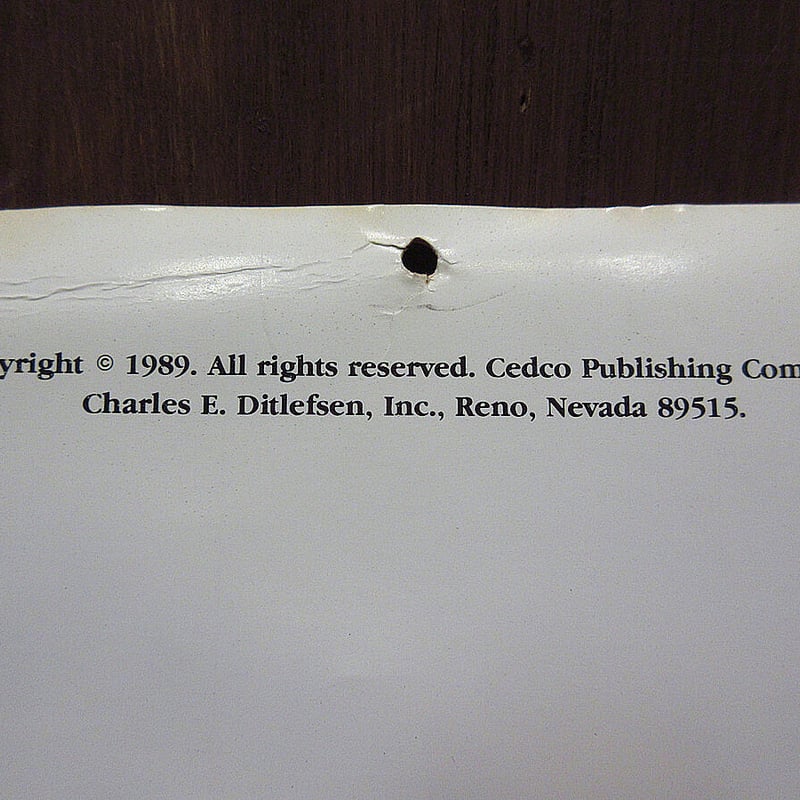 yright © 1989. All rights reserved. Cedco Publishing Com
Charles E. Ditlefsen, Inc., Reno, Nevada 89515.